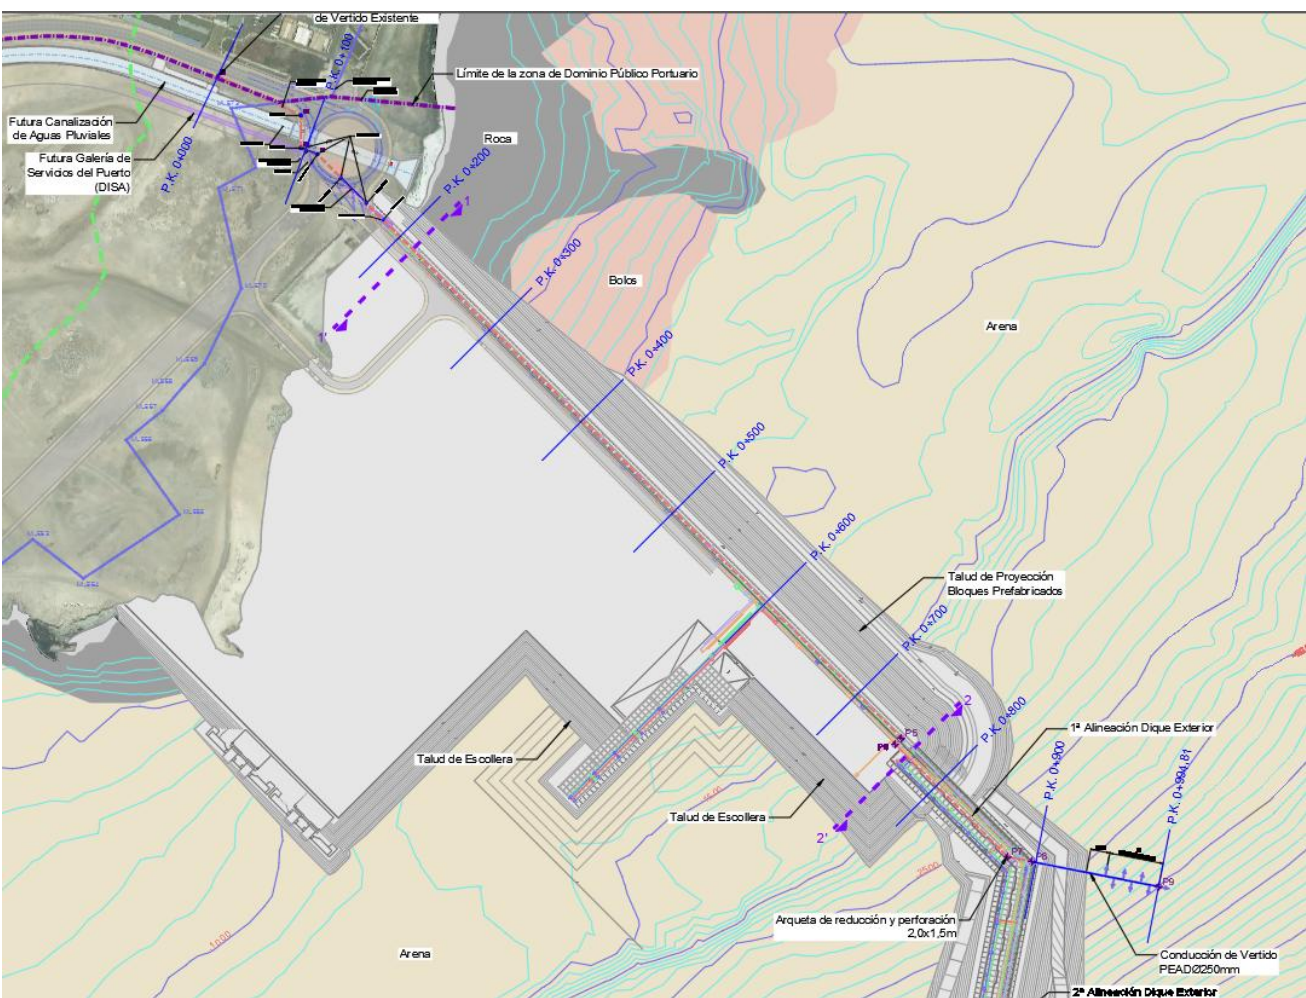 de Vertido Existente
P.K. 0+100
Límite de la zona de Dominio Público Portuario
Futura Canalización
de Aguas Pluviales
Futura Galería de
Servicios del Puerto
(DISA)
P.K. 0+000
Roca
P.K. 0+200
1
1'
P.K. 0+300
Bolos
Arena
P.K. 0+400
P.K. 0+500
P.K. 0+600
Talud de Proyección
Bloques Prefabricados
P.K. 0+700
2
P5
P.K. 0+800
1ª Alineación Dique Exterior
Talud de Escollera
P.K. 0+900
P.K. 0+994,81
Talud de Escollera
2'
P7
P8
P9
2500
Arqueta de reducción y perforación
2,0x1,5m
Arena
Conducción de Vertido
PEADØ250mm
2ª Alineación Dique Exterior